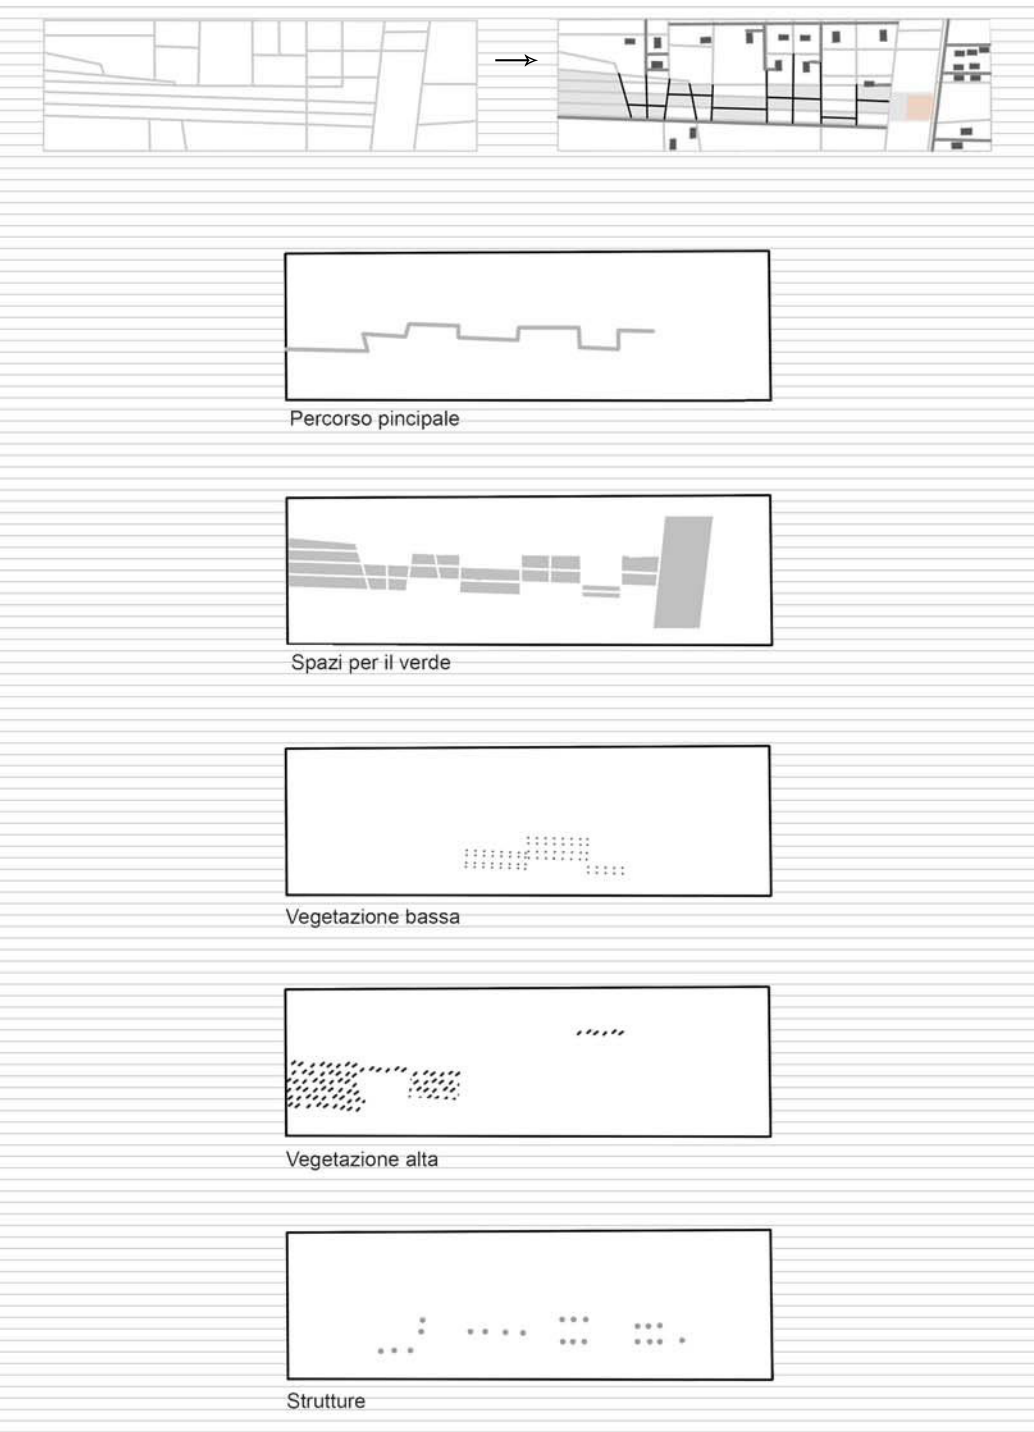 Percorso pincipale
Spazi per il verde
Vegetazione bassa
Vegetazione alta
Strutture